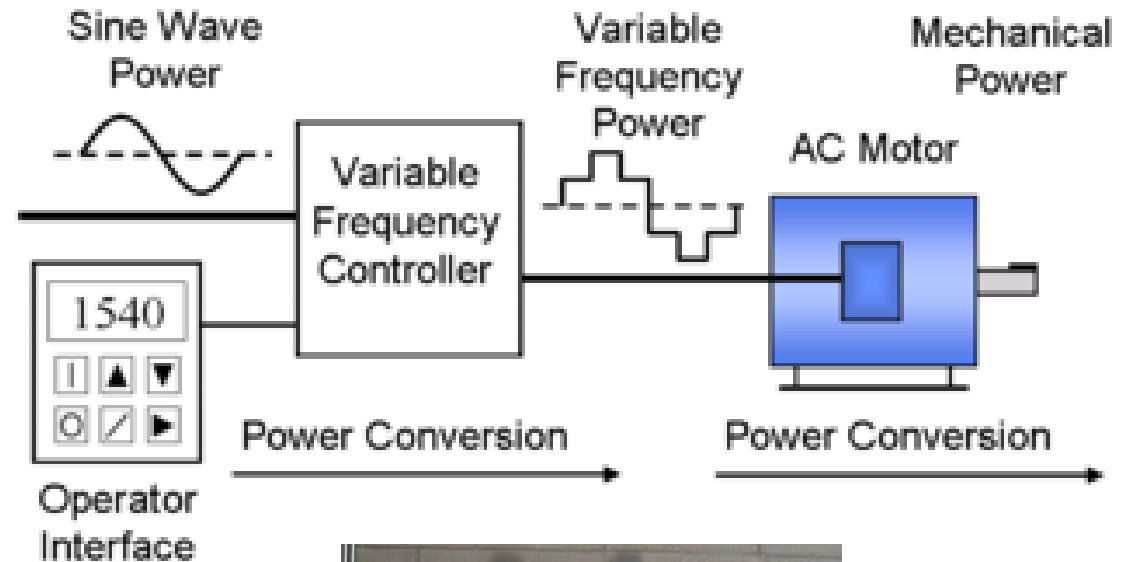 Sine Wave
Power
Variable
Frequency
Power
Mechanical
Power
AC Motor
Variable
Frequency
Controller
1540
Power Conversion
Power Conversion
Operator
Interface